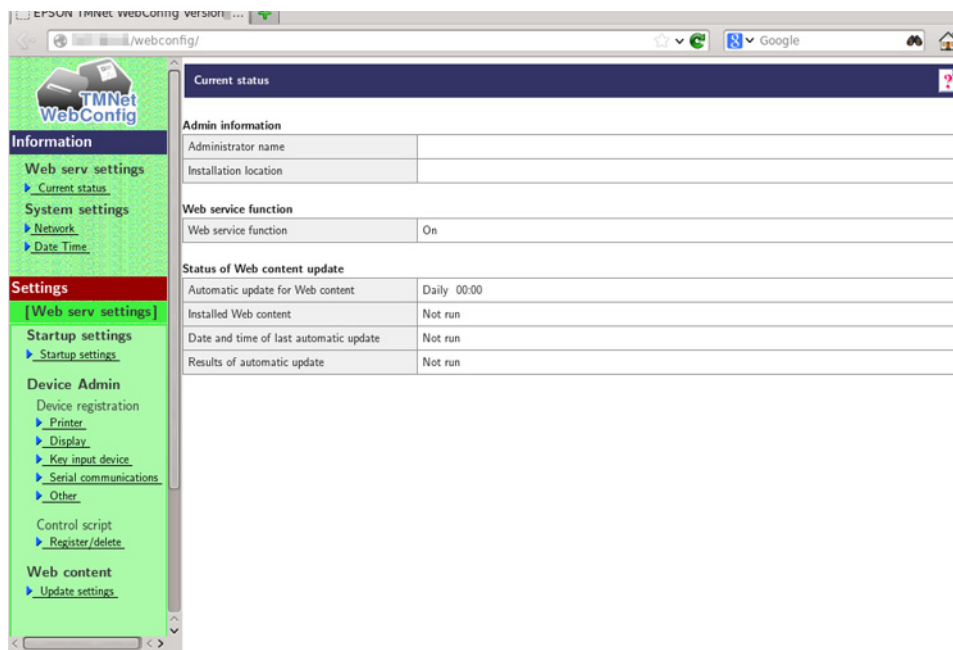 EPSON TMNet WebConfig Version ...
/webconfig/
Google
TMNet
WebConfig
Information
Web serv settings
Current status
System settings
Network
Date Time
Settings
[Web serv settings]
Startup settings
Startup settings
Device Admin
Device registration
Printer
Display
Key input device
Serial communications
Other
Control script
Register/delete
Web content
Update settings
Current status
?
Admin information
Administrator name
Installation location
Web service function
Web service function On
Status of Web content update
Automatic update for Web content Daily 00:00
Installed Web content Not run
Date and time of last automatic update Not run
Results of automatic update Not run